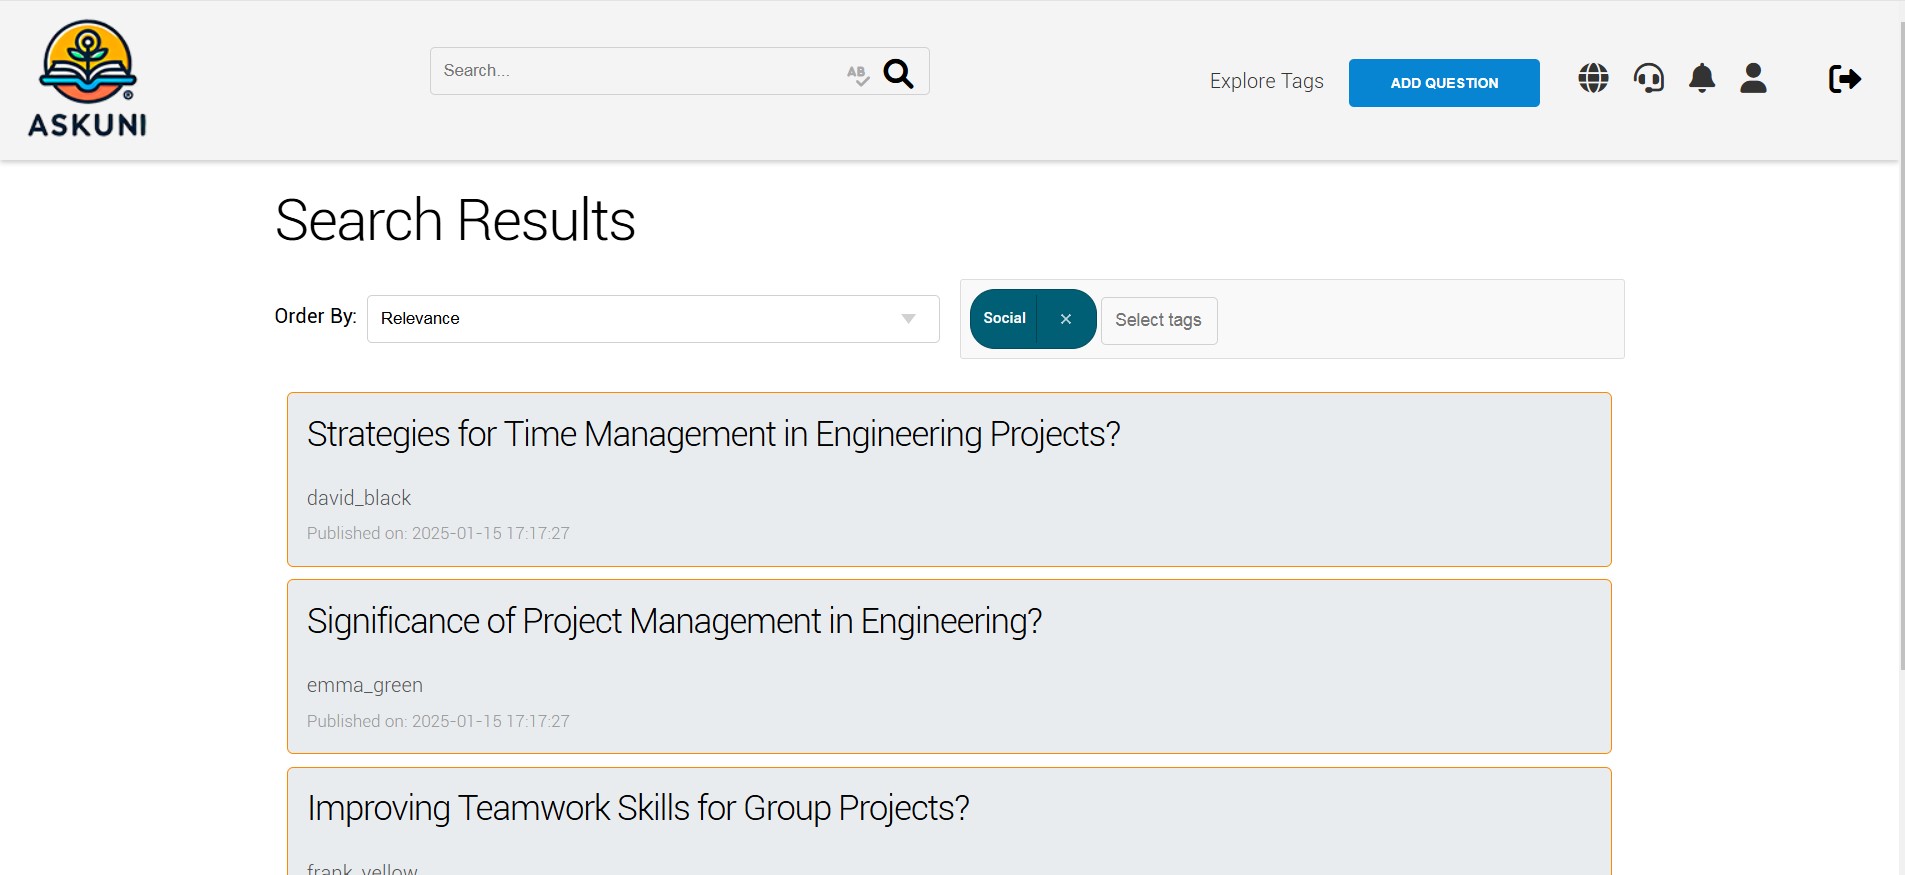 ASKUNI
Search...
AB
Explore Tags
ADD QUESTION
Search Results
Order By:
Relevance
Social
×
Select tags
Strategies for Time Management in Engineering Projects?
david_black
Published on: 2025-01-15 17:17:27
Significance of Project Management in Engineering?
emma_green
Published on: 2025-01-15 17:17:27
Improving Teamwork Skills for Group Projects?
frank_yellow